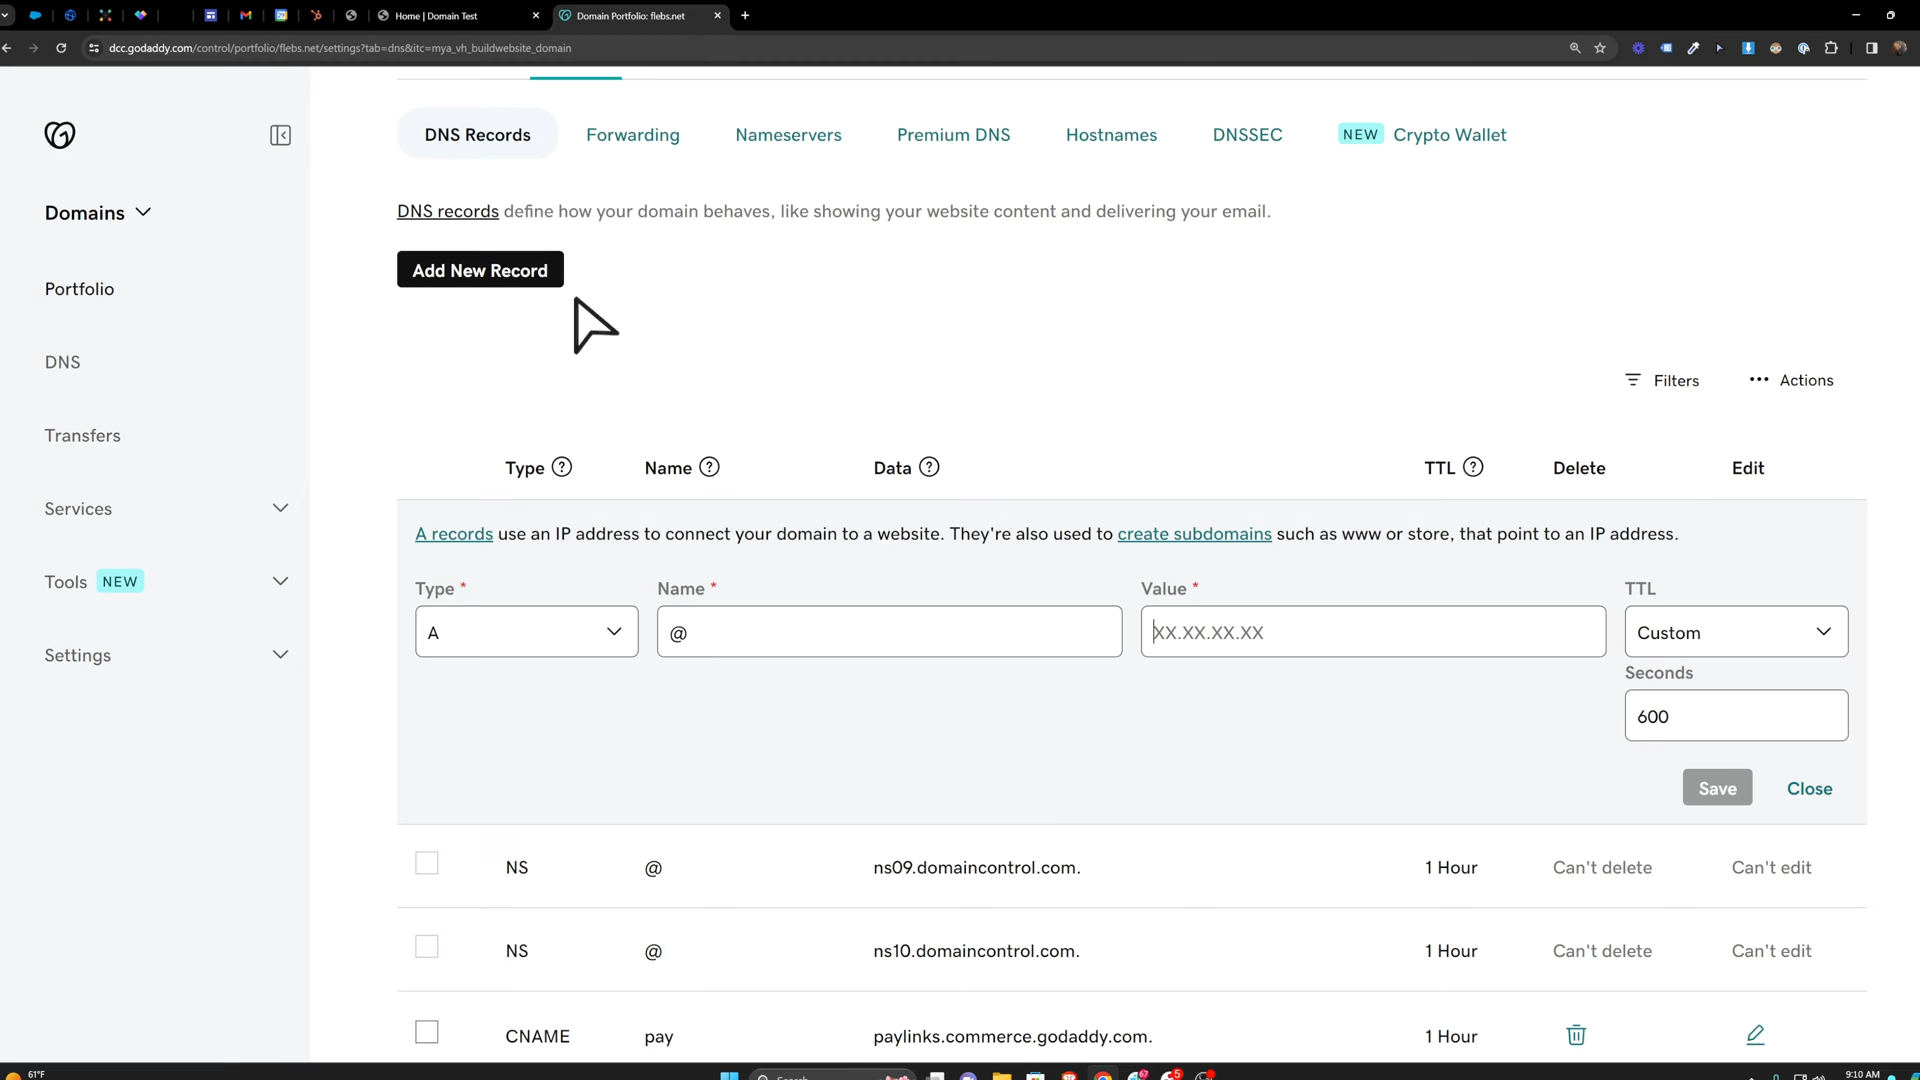 Home | Domain Test
Domain Portfolio: flebs.net
dcc.godaddy.com/control/portfolio/flebs.net/settings?tab=dns&itc=mya_vh_buildwebsite_domain
DNS Records
Forwarding
Nameservers
Premium DNS
Hostnames
DNSSEC
NEW Crypto Wallet
Domains
Portfolio
DNS
Transfers
Services
Tools NEW
Settings
DNS records define how your domain behaves, like showing your website content and delivering your email.
Add New Record
Filters
Actions
Type Name Data TTL Delete Edit
A records use an IP address to connect your domain to a website. They're also used to create subdomains such as www or store, that point to an IP address.
Type * Name * Value * TTL
A @ XX.XX.XX.XX Custom
Seconds
600
Save Close
NS @ ns09.domaincontrol.com. 1 Hour Can't delete Can't edit
NS @ ns10.domaincontrol.com. 1 Hour Can't delete Can't edit
CNAME pay paylinks.commerce.godaddy.com. 1 Hour
61°F
Search
67
5
9:10 AM